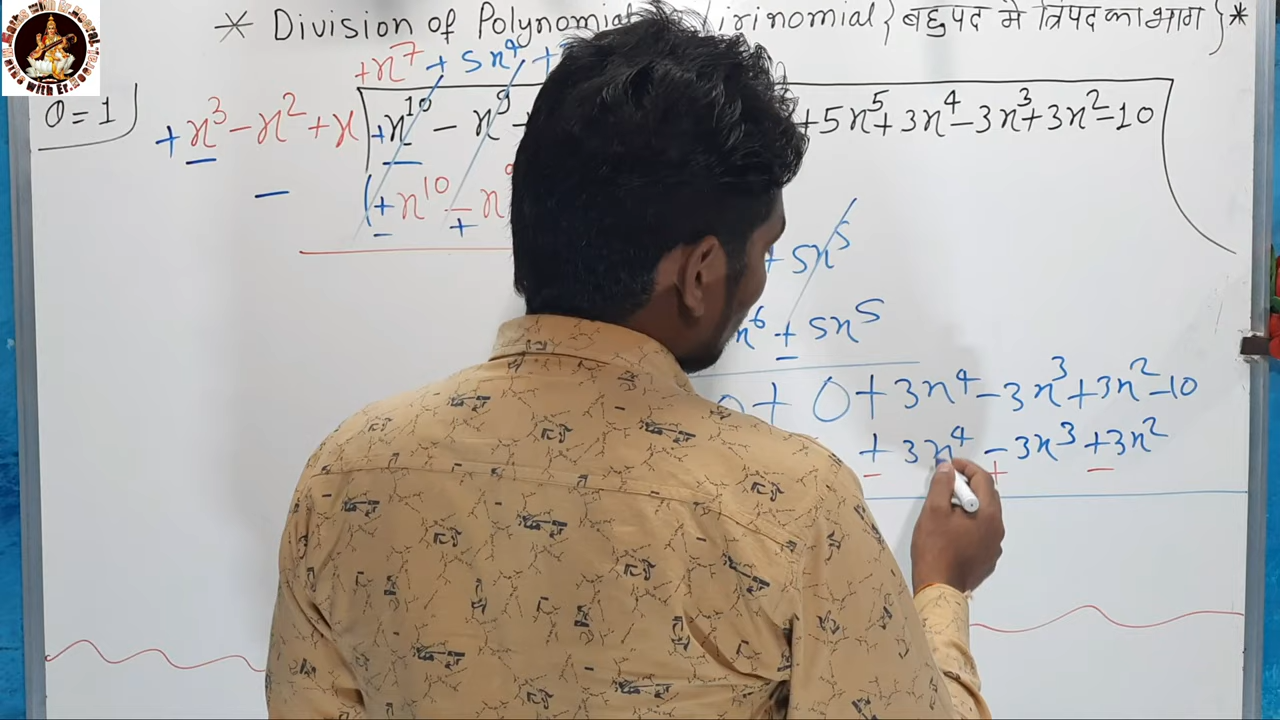 * Division of Polynomial Trinomial { बहुपद में त्रिपद का भाग } *
+x⁷ + 5x⁴ +
Q=1) +x³ - x² + x +x¹⁰ - x⁹ + 5x⁵ + 3x⁴ - 3x³ + 3x² - 10
- (+x¹⁰ - x⁹
- +
+ 5x⁵
x⁶ + 5x⁵
-
0 + 0 + 3x⁴ - 3x³ + 3x² - 10
+ 3x⁴ - 3x³ + 3x²
- + -